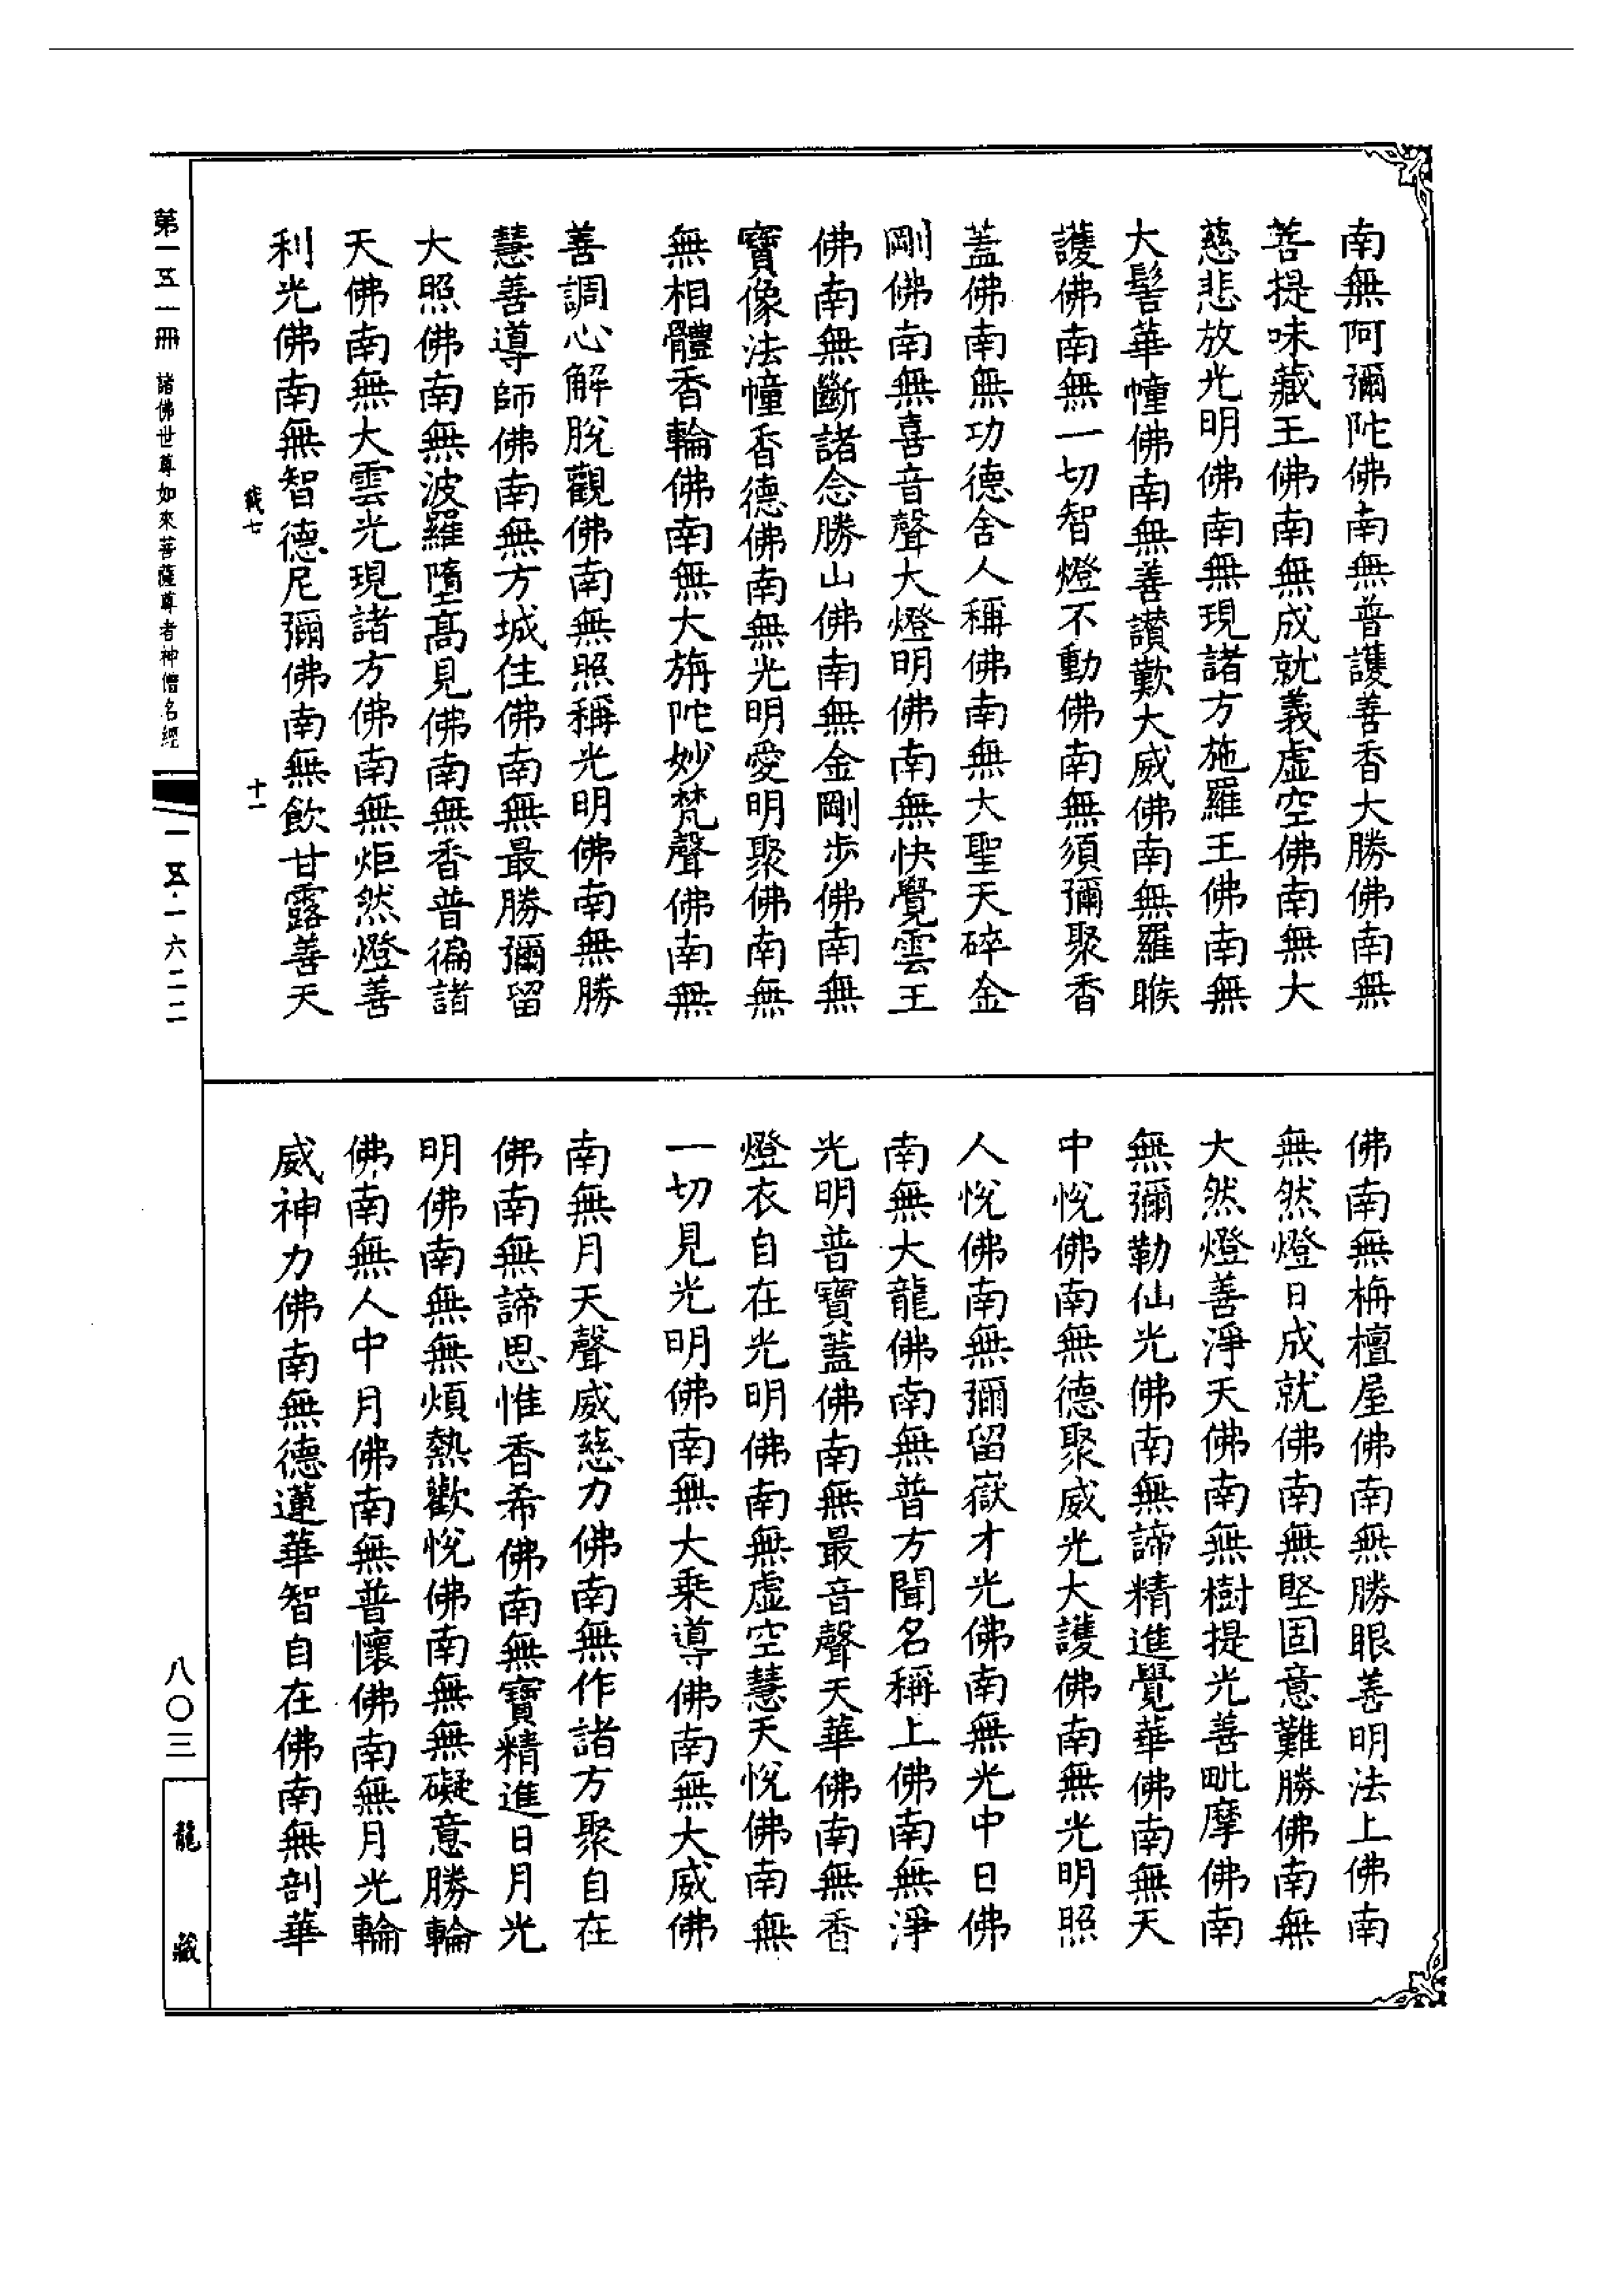 南無阿彌陀佛南無普護善香大勝佛南無
菩提味藏王佛南無成就義虛空佛南無大
慈悲放光明佛南無現諸方施羅王佛南無
大髻華幢佛南無善讃歎大威佛南無羅睺
護佛南無一切智燈不動佛南無須彌聚香
蓋佛南無功德舍人稱佛南無大聖天碎金
剛佛南無喜音聲大燈明佛南無快覺雲王
佛南無斷諸念勝山佛南無金剛步佛南無
寶像法幢香德佛南無光明愛明聚佛南無
無相體香輪佛南無大旃陀妙梵聲佛南無
善調心解脫觀佛南無照稱光明佛南無勝
慧善導師佛南無方城住佛南無最勝彌留
大照佛南無波羅墮高見佛南無香普徧諸
天佛南無大雲光現諸方佛南無炬然燈善
利光佛南無智德尼彌佛南無飲甘露善天
佛南無栴檀屋佛南無勝眼善明法上佛南
無然燈日成就佛南無堅固意難勝佛南無
大然燈善淨天佛南無樹提光善毗摩佛南
無彌勒仙光佛南無諦精進覺華佛南無天
中悅佛南無德聚威光大護佛南無光明照
人悅佛南無彌留嶽才光佛南無光中日佛
南無大龍佛南無普方聞名稱上佛南無淨
光明普寶蓋佛南無最音聲天華佛南無香
燈衣自在光明佛南無虛空慧天悅佛南無
一切見光明佛南無大乘導佛南無大威佛
南無月天聲威慈力佛南無作諸方聚自在
佛南無諦思惟香希佛南無寶精進日月光
明佛南無無煩熱歡悅佛南無無礙意勝輪
佛南無人中月佛南無普懷佛南無月光輪
威神力佛南無德蓮華智自在佛南無剖華
七
十一
第一五一冊 諸佛世尊如來菩薩尊者神僧名經
一五一·一六二二
八〇三
龍藏